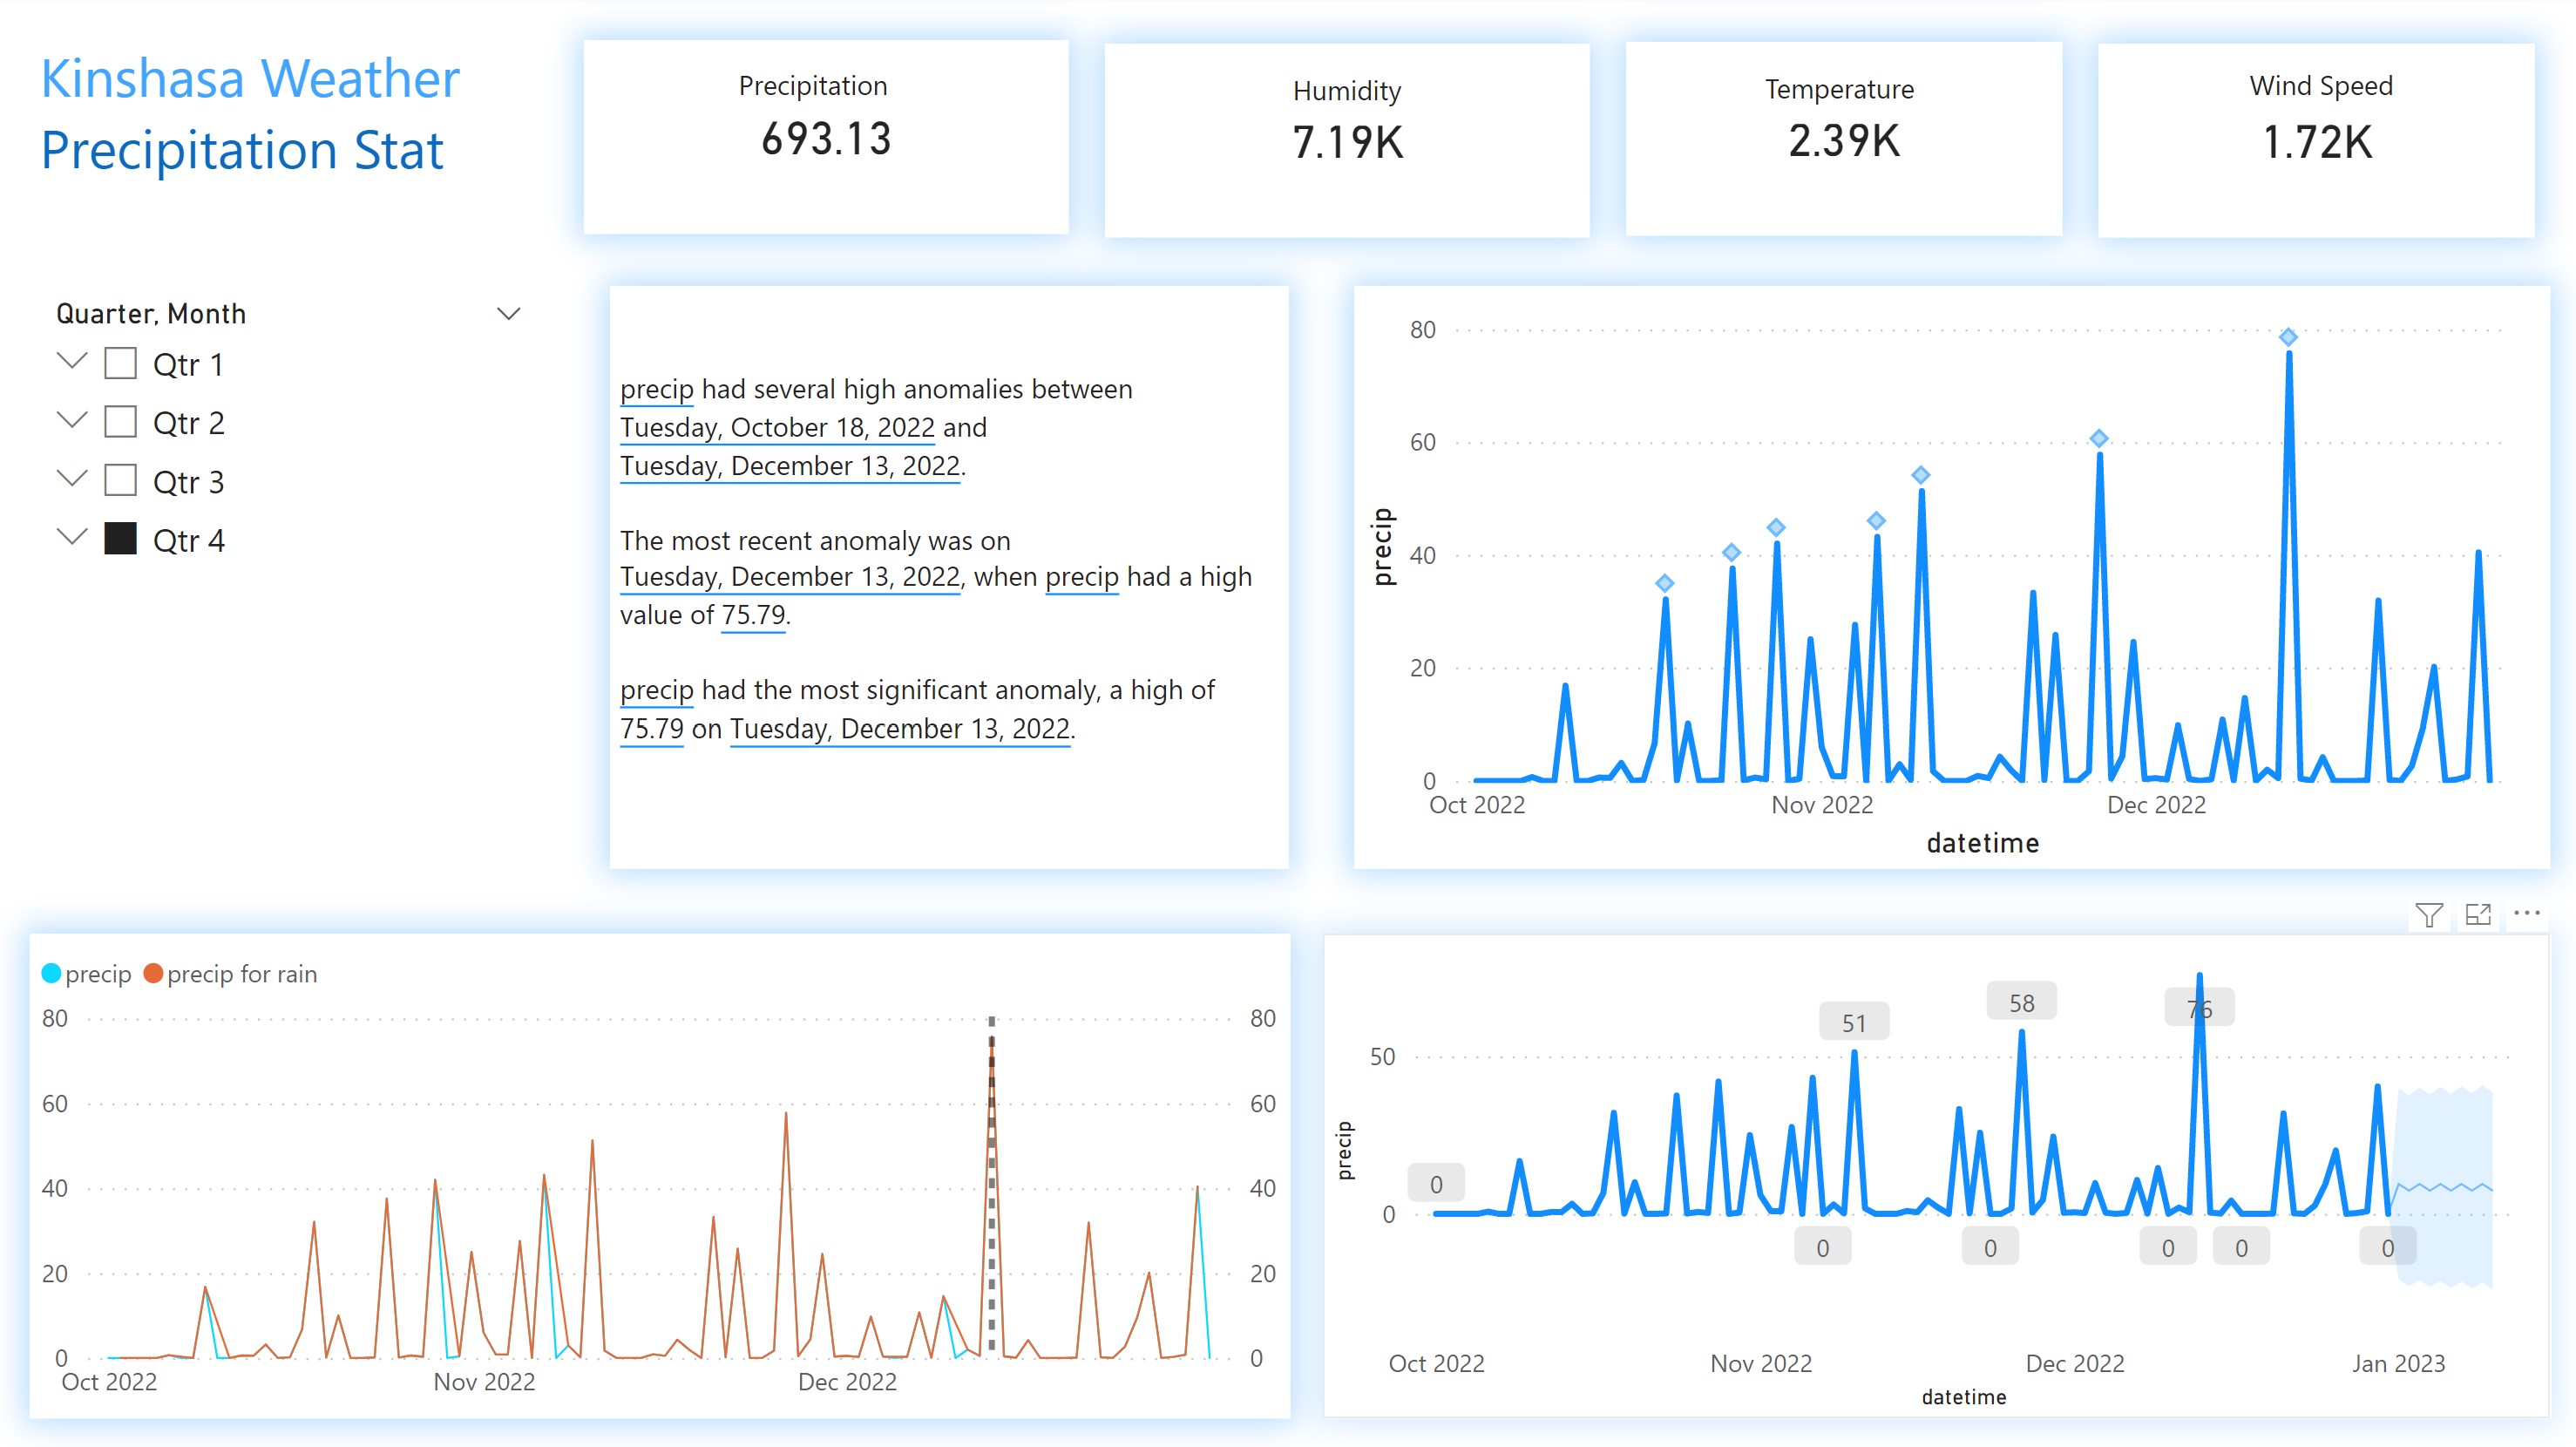 Kinshasa Weather
Precipitation Stat
Precipitation
693.13
Humidity
7.19K
Temperature
2.39K
Wind Speed
1.72K
Quarter, Month
Qtr 1
Qtr 2
Qtr 3
Qtr 4
precip had several high anomalies between
Tuesday, October 18, 2022 and
Tuesday, December 13, 2022.
The most recent anomaly was on
Tuesday, December 13, 2022, when precip had a high
value of 75.79.
precip had the most significant anomaly, a high of
75.79 on Tuesday, December 13, 2022.
80
60
40
20
0
precip
Oct 2022 Nov 2022 Dec 2022
datetime
precip precip for rain
80 80
60 60
40 40
20 20
0 0
Oct 2022 Nov 2022 Dec 2022
51 58 76
50
precip
0
0
0 0 0 0 0
Oct 2022 Nov 2022 Dec 2022 Jan 2023
datetime